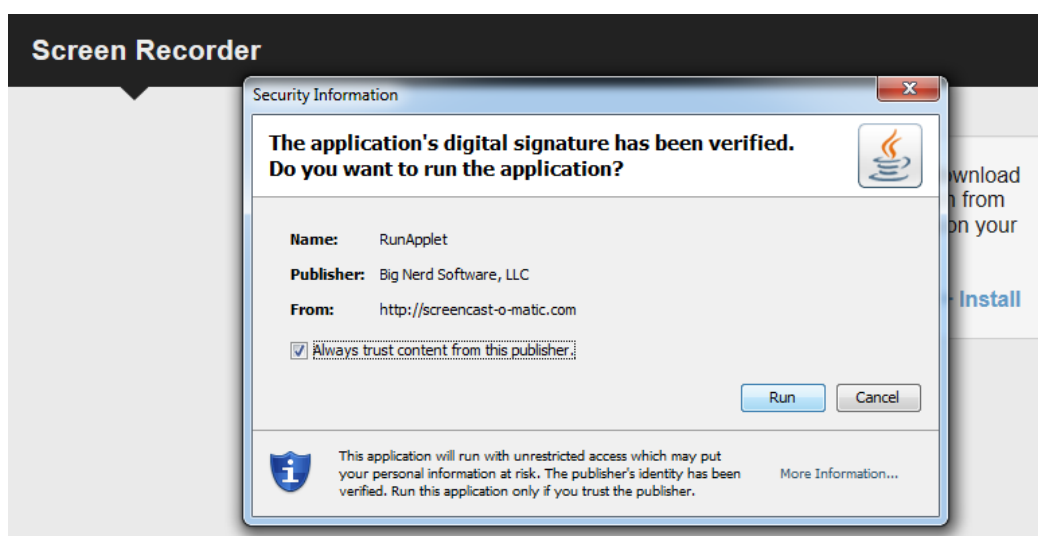 Screen Recorder
Security Information
The application's digital signature has been verified.
Do you want to run the application?
Name: RunApplet
Publisher: Big Nerd Software, LLC
From: http://screencast-o-matic.com
Always trust content from this publisher.
Run Cancel
This application will run with unrestricted access which may put
your personal information at risk. The publisher's identity has been
verified. Run this application only if you trust the publisher.
More Information...
from
on your
Install